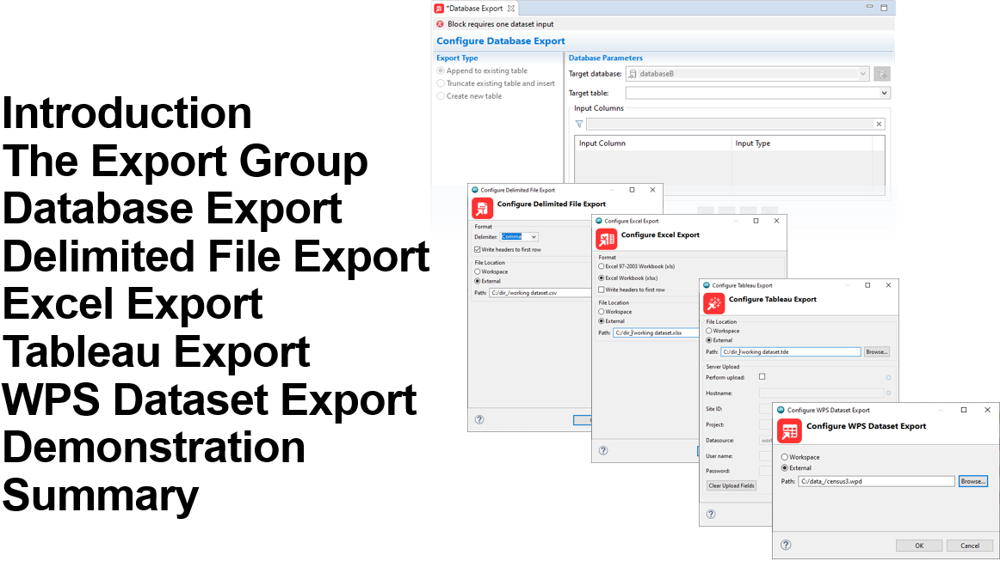 Introduction
The Export Group
Database Export
Delimited File Export
Excel Export
Tableau Export
WPS Dataset Export
Demonstration
Summary
*Database Export
Block requires one dataset input
Configure Database Export
Export Type
Append to existing table
Truncate existing table and insert
Create new table
Database Parameters
Target database: databaseB
Target table:
Input Columns
Input Column Input Type
Configure Delimited File Export
Configure Delimited File Export
Format
Delimiter: Comma
Write headers to first row
File Location
Workspace
External
Path: C:/dir_/working dataset.csv
Configure Excel Export
Configure Excel Export
Format
Excel 97-2003 Workbook (xls)
Excel Workbook (xlsx)
Write headers to first row
File Location
Workspace
External
Path: C:/dir_/working dataset.xlsx
Configure Tableau Export
Configure Tableau Export
File Location
Workspace
External
Path: C:/dir_/working dataset.tde Browse...
Server Upload
Perform upload:
Hostname:
Site ID:
Project:
Datasource:
User name:
Password:
Clear Upload Fields
Configure WPS Dataset Export
Configure WPS Dataset Export
Workspace
External
Path: C:/data_/census3.wpd Browse...
OK Cancel